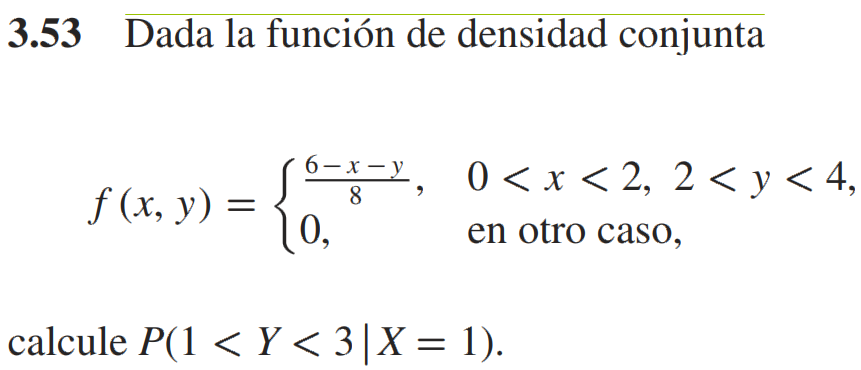 3.53 Dada la función de densidad conjunta
f (x, y) = { (6 − x − y)/8, 0 < x < 2, 2 < y < 4,
0, en otro caso,
calcule P(1 < Y < 3 | X = 1).